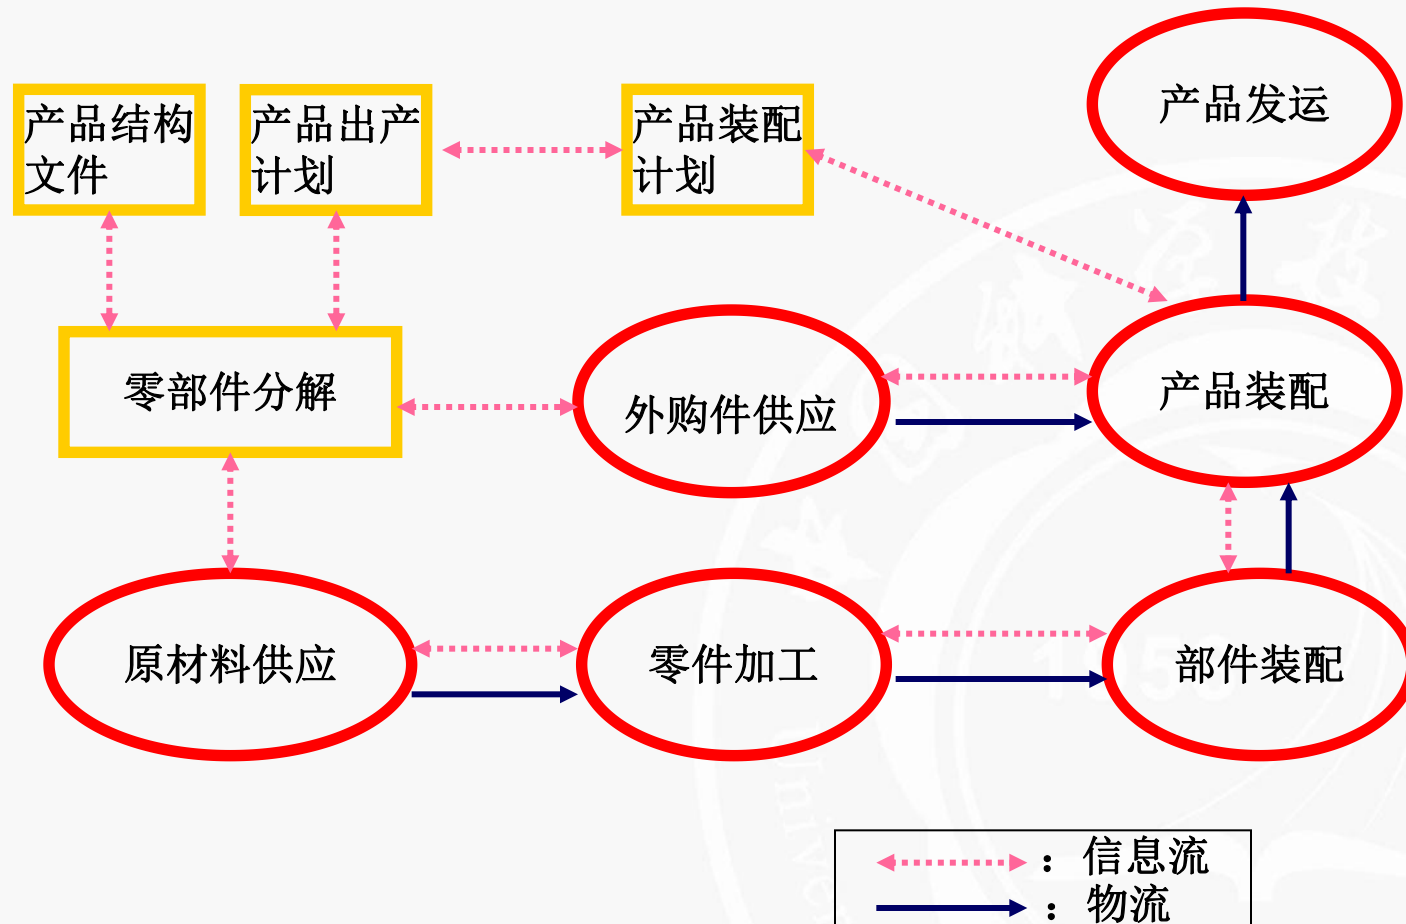 产品发运
产品结构
文件
产品出产
计划
产品装配
计划
零部件分解
外购件供应
产品装配
原材料供应
零件加工
部件装配
：信息流
：物流